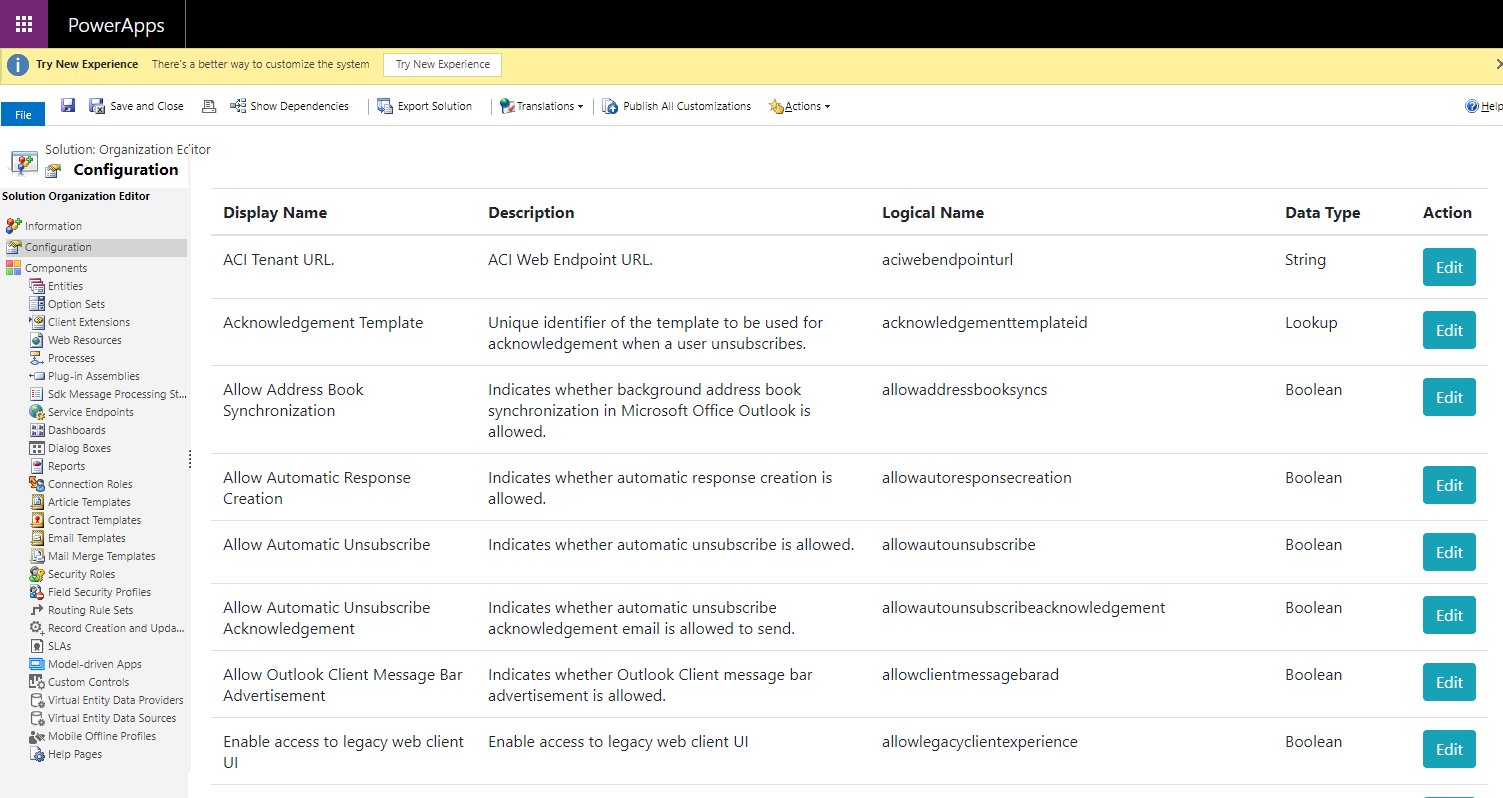 PowerApps
Try New Experience There's a better way to customize the system Try New Experience
File Save and Close Show Dependencies Export Solution Translations Publish All Customizations Actions Help
Solution: Organization Editor
Configuration
Solution Organization Editor
Information
Configuration
Components
Entities
Option Sets
Client Extensions
Web Resources
Processes
Plug-in Assemblies
Sdk Message Processing St...
Service Endpoints
Dashboards
Dialog Boxes
Reports
Connection Roles
Article Templates
Contract Templates
Email Templates
Mail Merge Templates
Security Roles
Field Security Profiles
Routing Rule Sets
Record Creation and Upda...
SLAs
Model-driven Apps
Custom Controls
Virtual Entity Data Providers
Virtual Entity Data Sources
Mobile Offline Profiles
Help Pages
Display Name Description Logical Name Data Type Action
ACI Tenant URL. ACI Web Endpoint URL. aciwebendpointurl String Edit
Acknowledgement Template Unique identifier of the template to be used for acknowledgementtemplateid Lookup Edit
acknowledgement when a user unsubscribes.
Allow Address Book Indicates whether background address book allowaddressbooksyncs Boolean Edit
Synchronization synchronization in Microsoft Office Outlook is
allowed.
Allow Automatic Response Indicates whether automatic response creation is allowautoresponsecreation Boolean Edit
Creation allowed.
Allow Automatic Unsubscribe Indicates whether automatic unsubscribe is allowed. allowautounsubscribe Boolean Edit
Allow Automatic Unsubscribe Indicates whether automatic unsubscribe allowautounsubscribeacknowledgement Boolean Edit
Acknowledgement acknowledgement email is allowed to send.
Allow Outlook Client Message Bar Indicates whether Outlook Client message bar allowclientmessagebarad Boolean Edit
Advertisement advertisement is allowed.
Enable access to legacy web client Enable access to legacy web client UI allowlegacyclientexperience Boolean Edit
UI